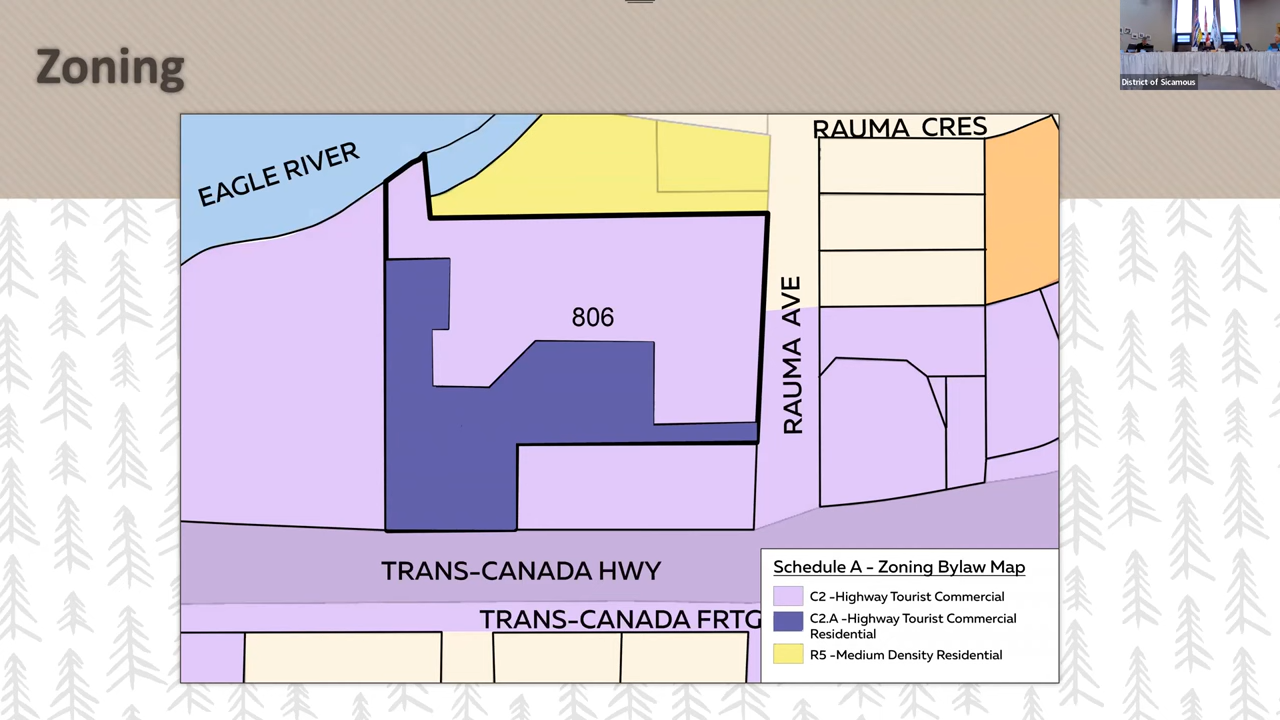 Zoning
District of Sicamous
RAUMA CRES
EAGLE RIVER
806
RAUMA AVE
TRANS-CANADA HWY
TRANS-CANADA FRTG
Schedule A - Zoning Bylaw Map
C2 -Highway Tourist Commercial
C2.A -Highway Tourist Commercial
Residential
R5 -Medium Density Residential